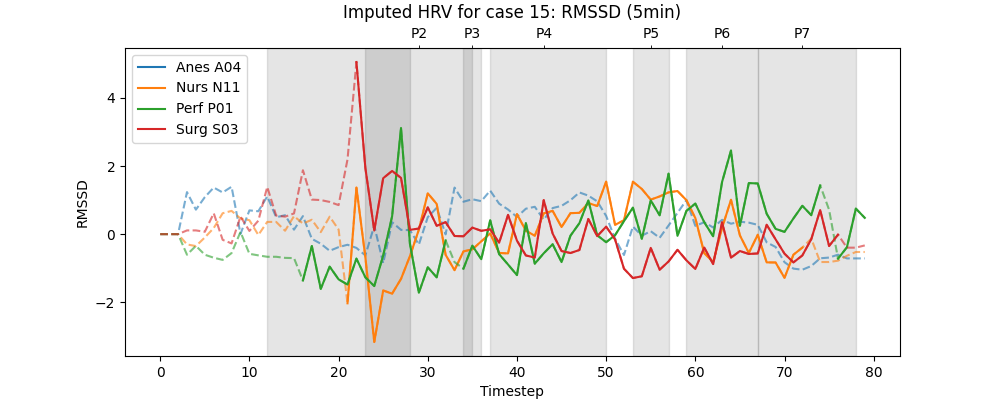 Imputed HRV for case 15: RMSSD (5min)
P2 P3 P4 P5 P6 P7
Anes A04
Nurs N11
Perf P01
Surg S03
RMSSD
4
2
0
−2
0 10 20 30 40 50 60 70 80
Timestep